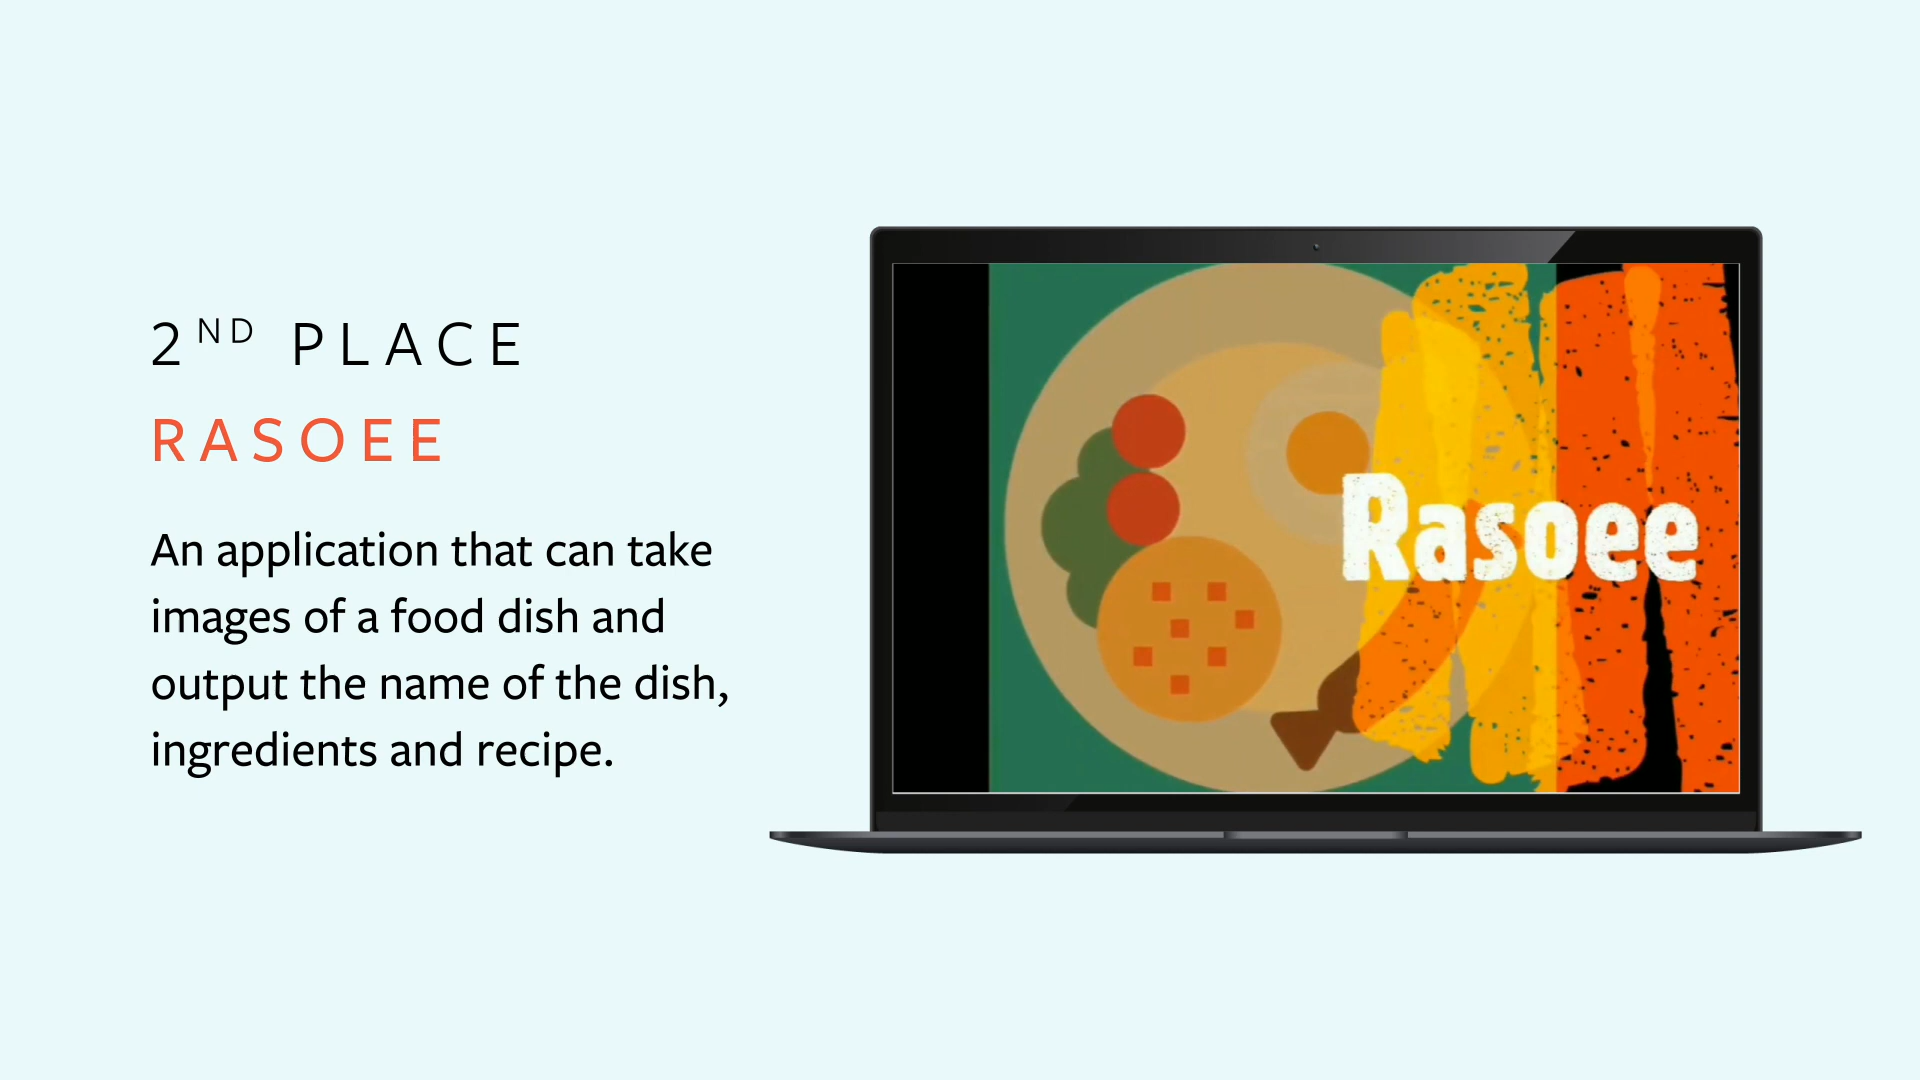 2ND PLACE
RASOEE
An application that can take
images of a food dish and
output the name of the dish,
ingredients and recipe.
Rasoee